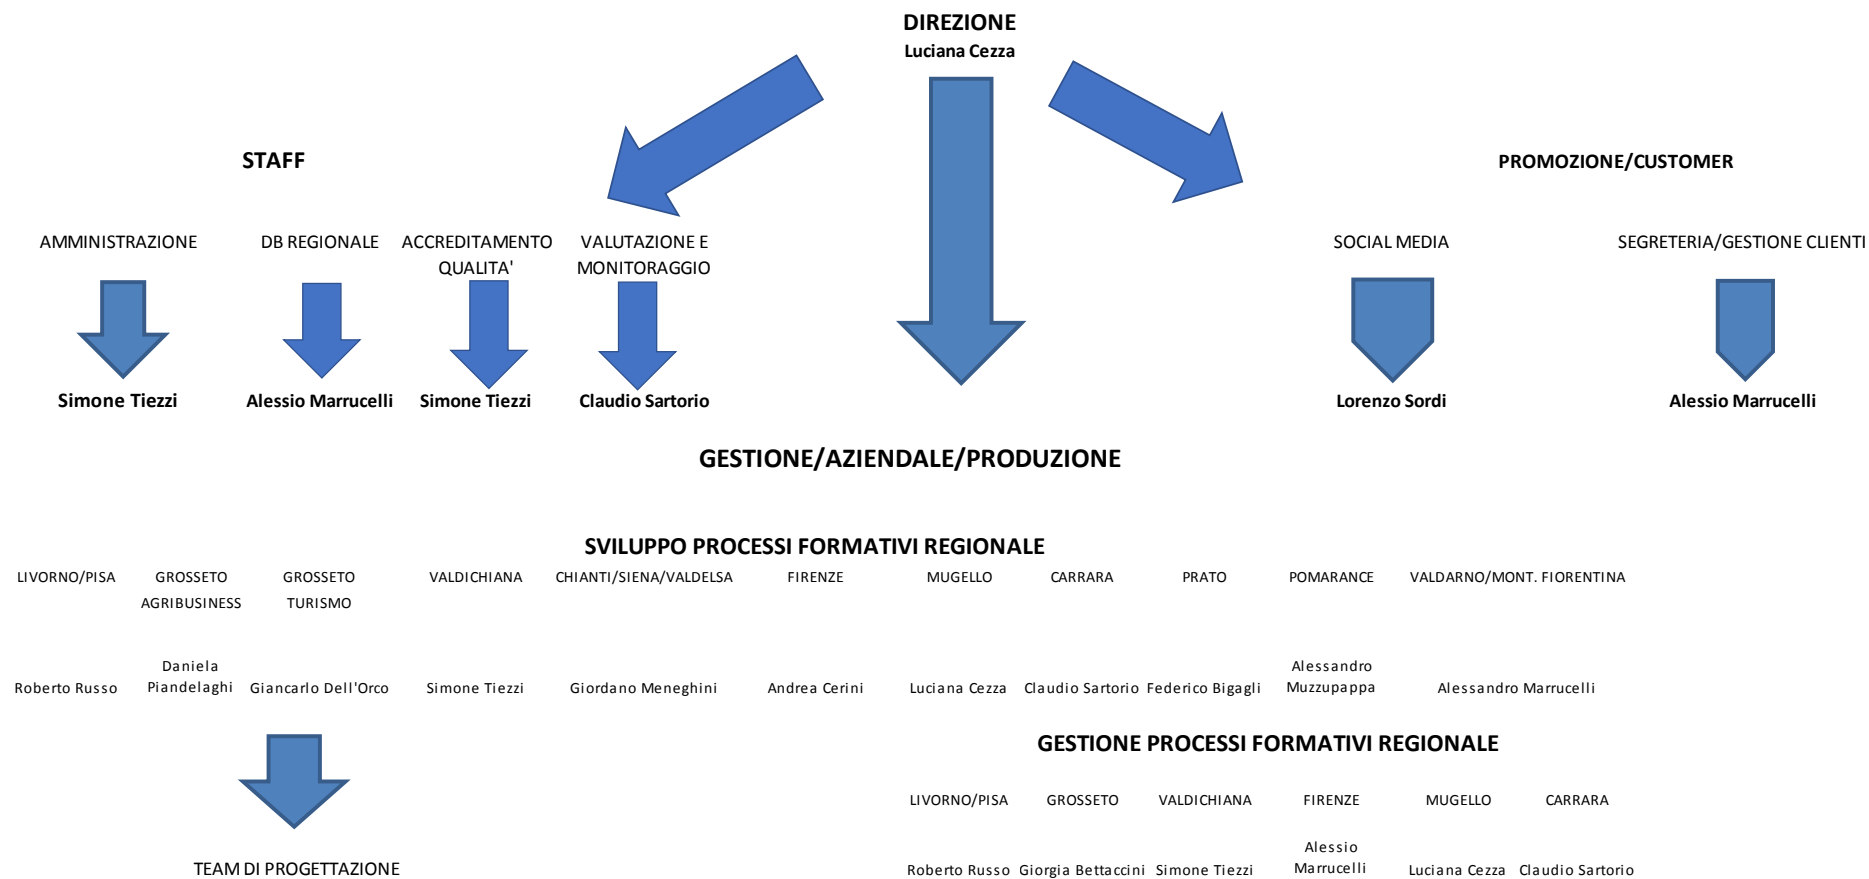 DIREZIONE
Luciana Cezza
STAFF
PROMOZIONE/CUSTOMER
AMMINISTRAZIONE
DB REGIONALE
ACCREDITAMENTO
QUALITA'
VALUTAZIONE E
MONITORAGGIO
SOCIAL MEDIA
SEGRETERIA/GESTIONE CLIENTI
Simone Tiezzi
Alessio Marrucelli
Simone Tiezzi
Claudio Sartorio
Lorenzo Sordi
Alessio Marrucelli
GESTIONE/AZIENDALE/PRODUZIONE
SVILUPPO PROCESSI FORMATIVI REGIONALE
LIVORNO/PISA
GROSSETO
AGRIBUSINESS
GROSSETO
TURISMO
VALDICHIANA
CHIANTI/SIENA/VALDELSA
FIRENZE
MUGELLO
CARRARA
PRATO
POMARANCE
VALDARNO/MONT. FIORENTINA
Roberto Russo
Daniela
Piandelaghi
Giancarlo Dell'Orco
Simone Tiezzi
Giordano Meneghini
Andrea Cerini
Luciana Cezza
Claudio Sartorio
Federico Bigagli
Alessandro
Muzzupappa
Alessandro Marrucelli
GESTIONE PROCESSI FORMATIVI REGIONALE
LIVORNO/PISA
GROSSETO
VALDICHIANA
FIRENZE
MUGELLO
CARRARA
TEAM DI PROGETTAZIONE
Roberto Russo
Giorgia Bettaccini
Simone Tiezzi
Alessio
Marrucelli
Luciana Cezza
Claudio Sartorio